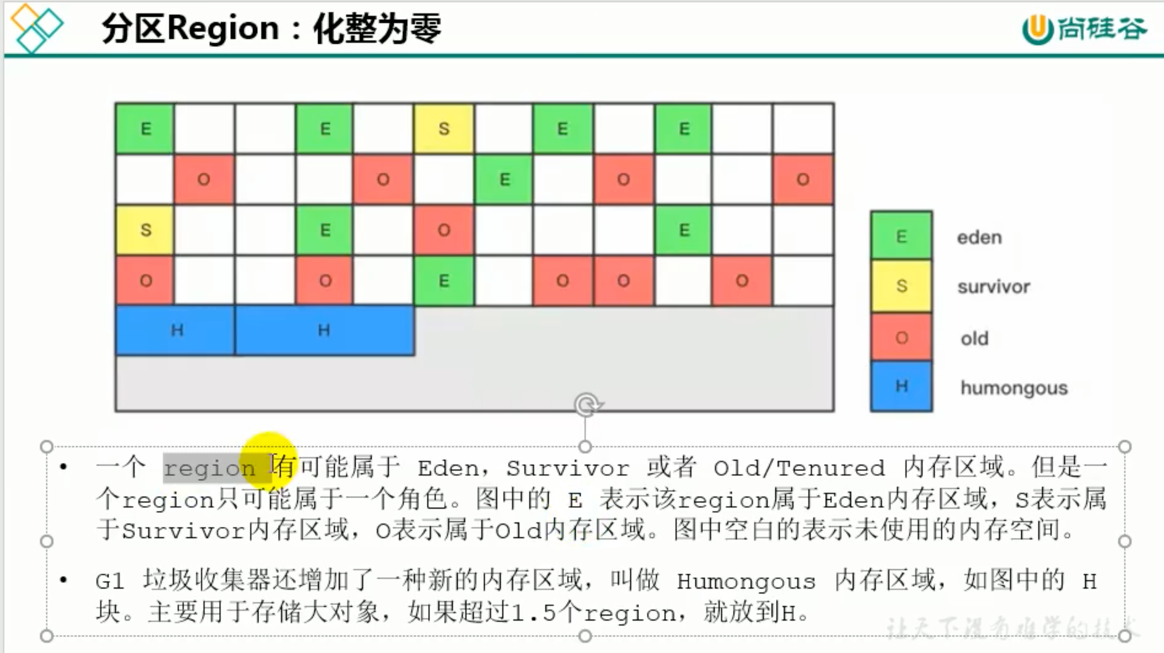 分区Region：化整为零
尚硅谷
E E S E E
O O E O O
S E O E
O O E O O O
H H
E eden
S survivor
O old
H humongous
• 一个 region 有可能属于 Eden，Survivor 或者 Old/Tenured 内存区域。但是一
个region只可能属于一个角色。图中的 E 表示该region属于Eden内存区域，S表示属
于Survivor内存区域，O表示属于Old内存区域。图中空白的表示未使用的内存空间。
• G1 垃圾收集器还增加了一种新的内存区域，叫做 Humongous 内存区域，如图中的 H
块。主要用于存储大对象，如果超过1.5个region，就放到H。
让天下没有难学的技术